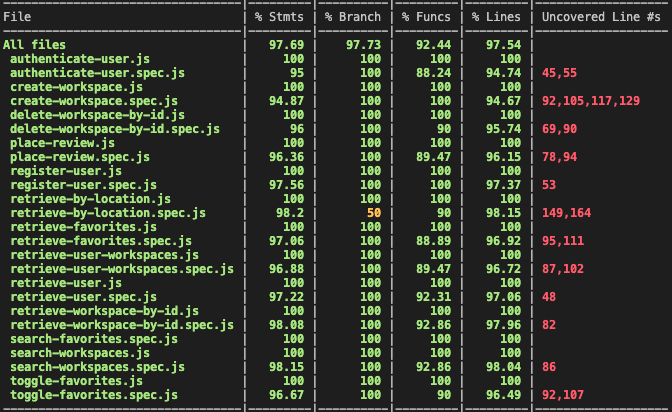 File | % Stmts | % Branch | % Funcs | % Lines | Uncovered Line #s
All files | 97.69 | 97.73 | 92.44 | 97.54 |
authenticate-user.js | 100 | 100 | 100 | 100 |
authenticate-user.spec.js | 95 | 100 | 88.24 | 94.74 | 45,55
create-workspace.js | 100 | 100 | 100 | 100 |
create-workspace.spec.js | 94.87 | 100 | 100 | 94.67 | 92,105,117,129
delete-workspace-by-id.js | 100 | 100 | 100 | 100 |
delete-workspace-by-id.spec.js | 96 | 100 | 90 | 95.74 | 69,90
place-review.js | 100 | 100 | 100 | 100 |
place-review.spec.js | 96.36 | 100 | 89.47 | 96.15 | 78,94
register-user.js | 100 | 100 | 100 | 100 |
register-user.spec.js | 97.56 | 100 | 100 | 97.37 | 53
retrieve-by-location.js | 100 | 100 | 100 | 100 |
retrieve-by-location.spec.js | 98.2 | 50 | 90 | 98.15 | 149,164
retrieve-favorites.js | 100 | 100 | 100 | 100 |
retrieve-favorites.spec.js | 97.06 | 100 | 88.89 | 96.92 | 95,111
retrieve-user-workspaces.js | 100 | 100 | 100 | 100 |
retrieve-user-workspaces.spec.js | 96.88 | 100 | 89.47 | 96.72 | 87,102
retrieve-user.js | 100 | 100 | 100 | 100 |
retrieve-user.spec.js | 97.22 | 100 | 92.31 | 97.06 | 48
retrieve-workspace-by-id.js | 100 | 100 | 100 | 100 |
retrieve-workspace-by-id.spec.js | 98.08 | 100 | 92.86 | 97.96 | 82
search-favorites.spec.js | 100 | 100 | 100 | 100 |
search-workspaces.js | 100 | 100 | 100 | 100 |
search-workspaces.spec.js | 98.15 | 100 | 92.86 | 98.04 | 86
toggle-favorites.js | 100 | 100 | 100 | 100 |
toggle-favorites.spec.js | 96.67 | 100 | 90 | 96.49 | 92,107